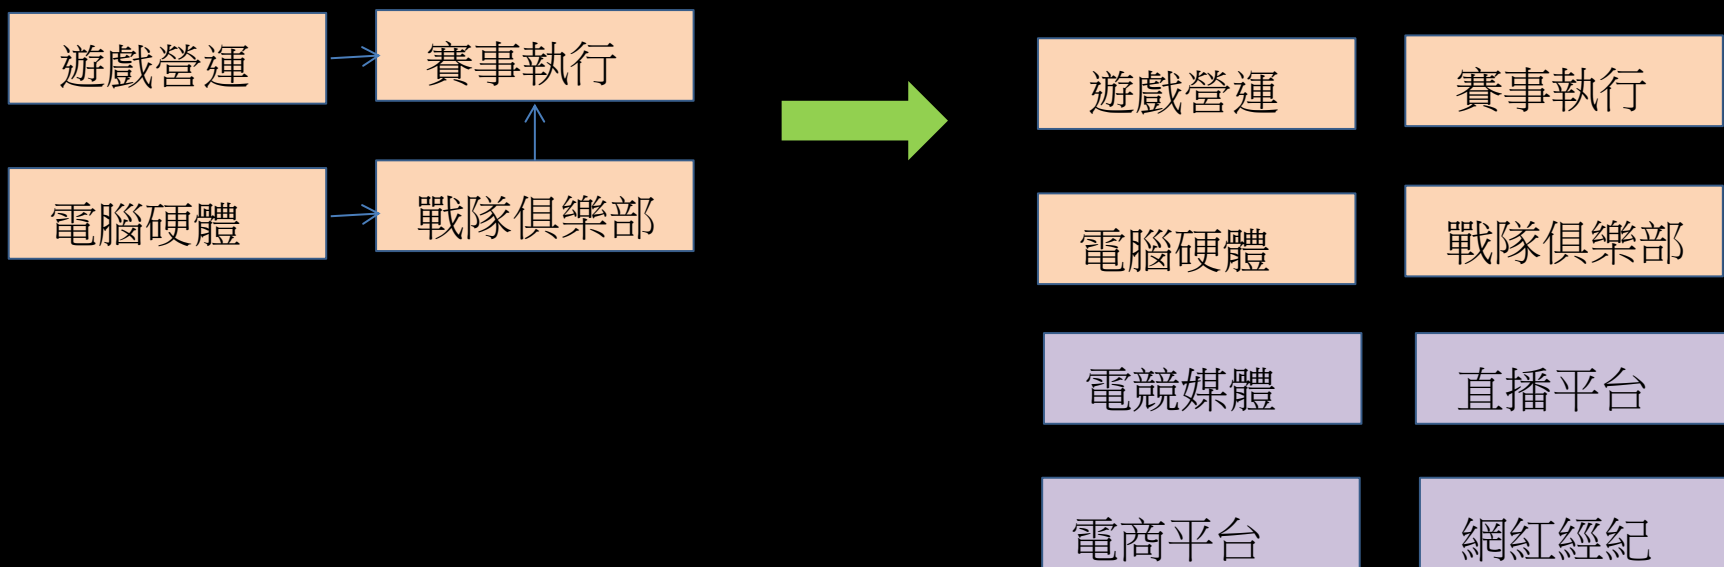 遊戲營運
賽事執行
電腦硬體
戰隊俱樂部
遊戲營運
賽事執行
電腦硬體
戰隊俱樂部
電競媒體
直播平台
電商平台
網紅經紀